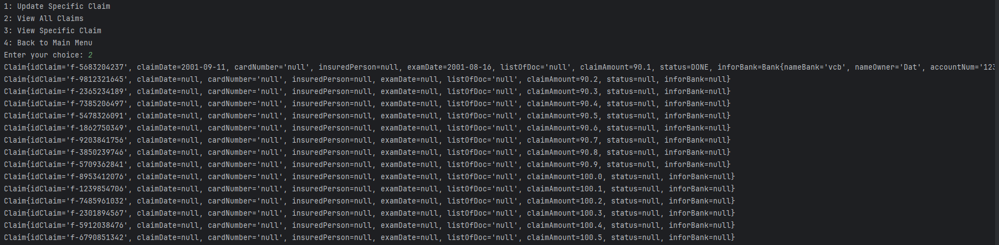 1: Update Specific Claim
2: View All Claims
3: View Specific Claim
4: Back to Main Menu
Enter your choice: 2
Claim{idClaim='f-5683204237', claimDate=2001-09-11, cardNumber='null', insuredPerson=null, examDate=2001-08-16, listOfDoc='null', claimAmount=90.1, status=DONE, inforBank=Bank{nameBank='vcb', nameOwner='Dat', accountNum='123
Claim{idClaim='f-9812321645', claimDate=null, cardNumber='null', insuredPerson=null, examDate=null, listOfDoc='null', claimAmount=90.2, status=null, inforBank=null}
Claim{idClaim='f-2365234189', claimDate=null, cardNumber='null', insuredPerson=null, examDate=null, listOfDoc='null', claimAmount=90.3, status=null, inforBank=null}
Claim{idClaim='f-7385206497', claimDate=null, cardNumber='null', insuredPerson=null, examDate=null, listOfDoc='null', claimAmount=90.4, status=null, inforBank=null}
Claim{idClaim='f-5478326091', claimDate=null, cardNumber='null', insuredPerson=null, examDate=null, listOfDoc='null', claimAmount=90.5, status=null, inforBank=null}
Claim{idClaim='f-1862750349', claimDate=null, cardNumber='null', insuredPerson=null, examDate=null, listOfDoc='null', claimAmount=90.6, status=null, inforBank=null}
Claim{idClaim='f-9203841756', claimDate=null, cardNumber='null', insuredPerson=null, examDate=null, listOfDoc='null', claimAmount=90.7, status=null, inforBank=null}
Claim{idClaim='f-3850239746', claimDate=null, cardNumber='null', insuredPerson=null, examDate=null, listOfDoc='null', claimAmount=90.8, status=null, inforBank=null}
Claim{idClaim='f-5709362841', claimDate=null, cardNumber='null', insuredPerson=null, examDate=null, listOfDoc='null', claimAmount=90.9, status=null, inforBank=null}
Claim{idClaim='f-8953412076', claimDate=null, cardNumber='null', insuredPerson=null, examDate=null, listOfDoc='null', claimAmount=100.0, status=null, inforBank=null}
Claim{idClaim='f-1239854706', claimDate=null, cardNumber='null', insuredPerson=null, examDate=null, listOfDoc='null', claimAmount=100.1, status=null, inforBank=null}
Claim{idClaim='f-7485961032', claimDate=null, cardNumber='null', insuredPerson=null, examDate=null, listOfDoc='null', claimAmount=100.2, status=null, inforBank=null}
Claim{idClaim='f-2301894567', claimDate=null, cardNumber='null', insuredPerson=null, examDate=null, listOfDoc='null', claimAmount=100.3, status=null, inforBank=null}
Claim{idClaim='f-5912038476', claimDate=null, cardNumber='null', insuredPerson=null, examDate=null, listOfDoc='null', claimAmount=100.4, status=null, inforBank=null}
Claim{idClaim='f-6790851342', claimDate=null, cardNumber='null', insuredPerson=null, examDate=null, listOfDoc='null', claimAmount=100.5, status=null, inforBank=null}